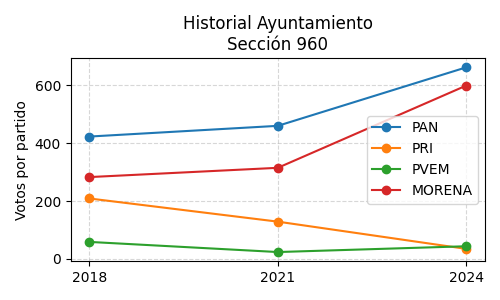 Historial Ayuntamiento
Sección 960
Votos por partido
600
400
200
0
2018
2021
2024
PAN
PRI
PVEM
MORENA